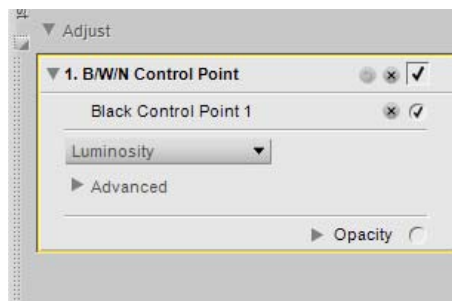 Adjust
1. B/W/N Control Point
Black Control Point 1
Luminosity
Advanced
Opacity